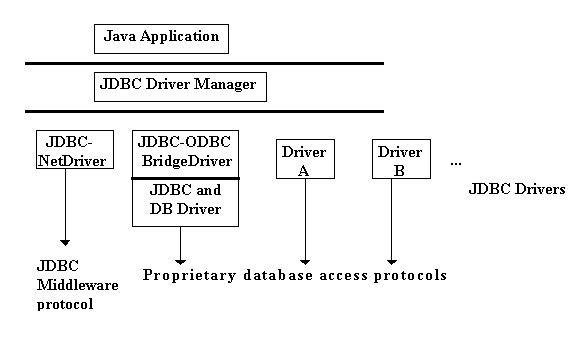 Java Application
JDBC Driver Manager
JDBC-
NetDriver
JDBC-ODBC
BridgeDriver
JDBC and
DB Driver
Driver
A
Driver
B
...
JDBC Drivers
JDBC
Middleware
protocol
Proprietary database access protocols